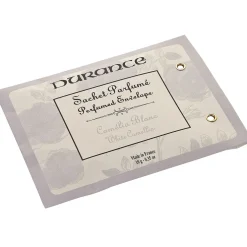 DURANCE
Sachet Parfumé
Perfumed Envelope
Camélia Blanc
White Camellia
Made in France